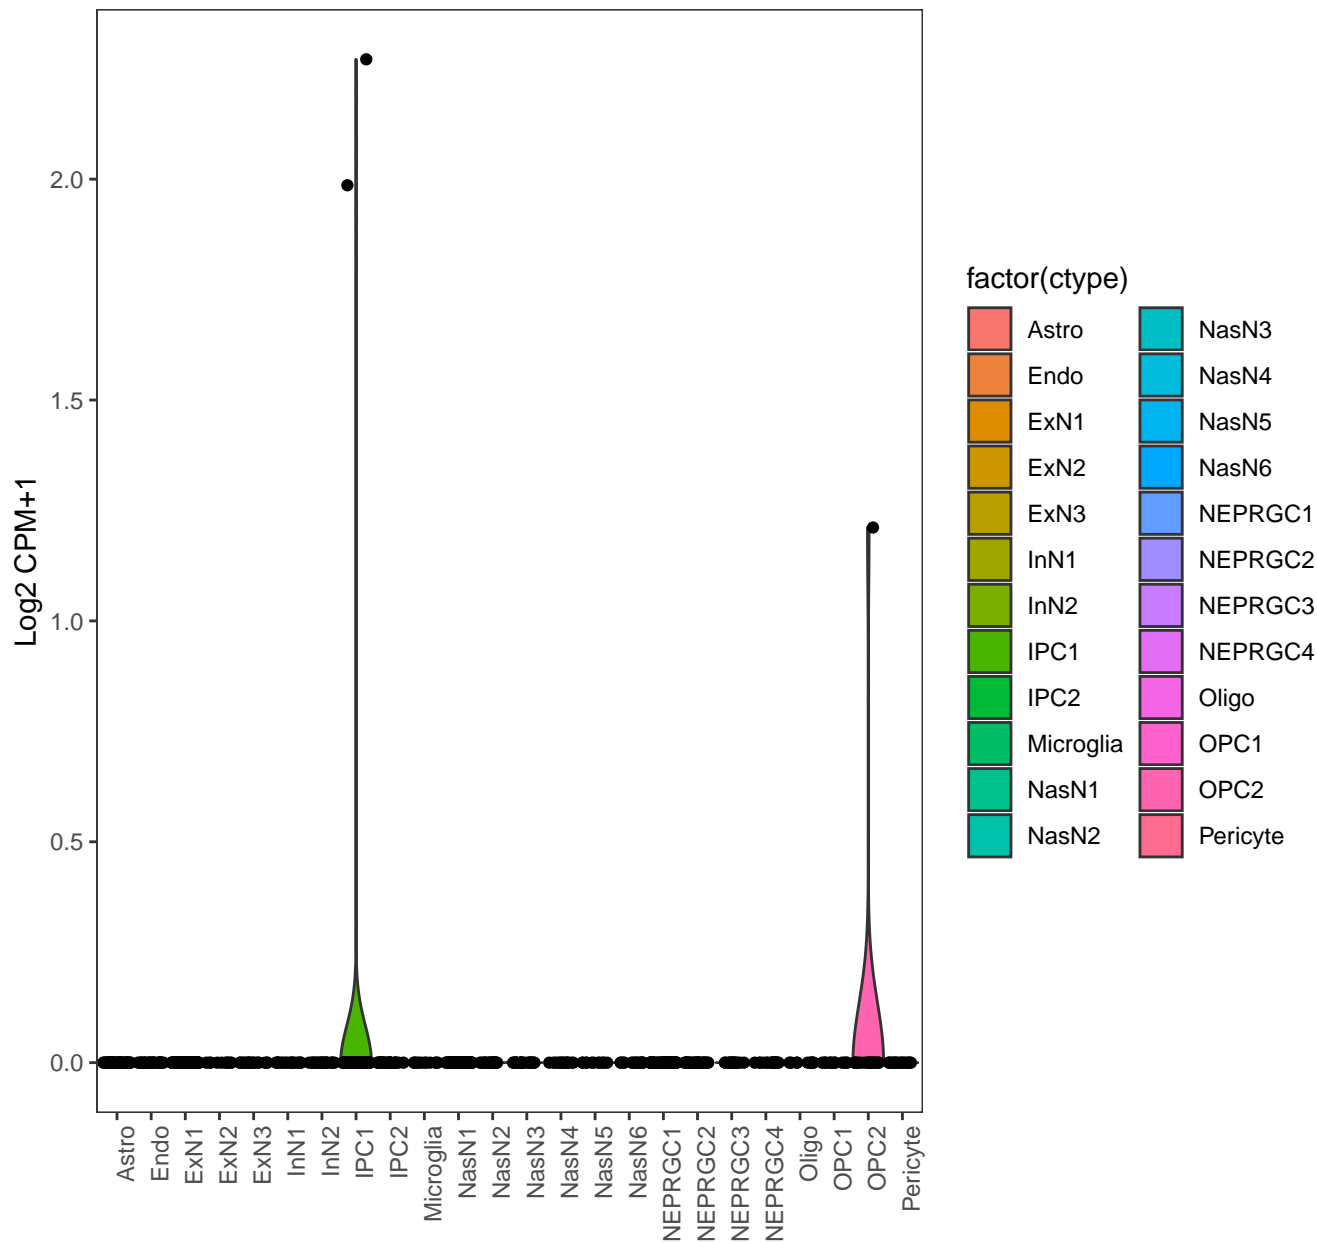 Log2 CPM+1
2.0
1.5
1.0
0.5
0.0
Astro
Endo
ExN1
ExN2
ExN3
InN1
InN2
IPC1
IPC2
Microglia
NasN1
NasN2
NasN3
NasN4
NasN5
NasN6
NEPRGC1
NEPRGC2
NEPRGC3
NEPRGC4
Oligo
OPC1
OPC2
Pericyte
factor(ctype)
Astro
Endo
ExN1
ExN2
ExN3
InN1
InN2
IPC1
IPC2
Microglia
NasN1
NasN2
NasN3
NasN4
NasN5
NasN6
NEPRGC1
NEPRGC2
NEPRGC3
NEPRGC4
Oligo
OPC1
OPC2
Pericyte